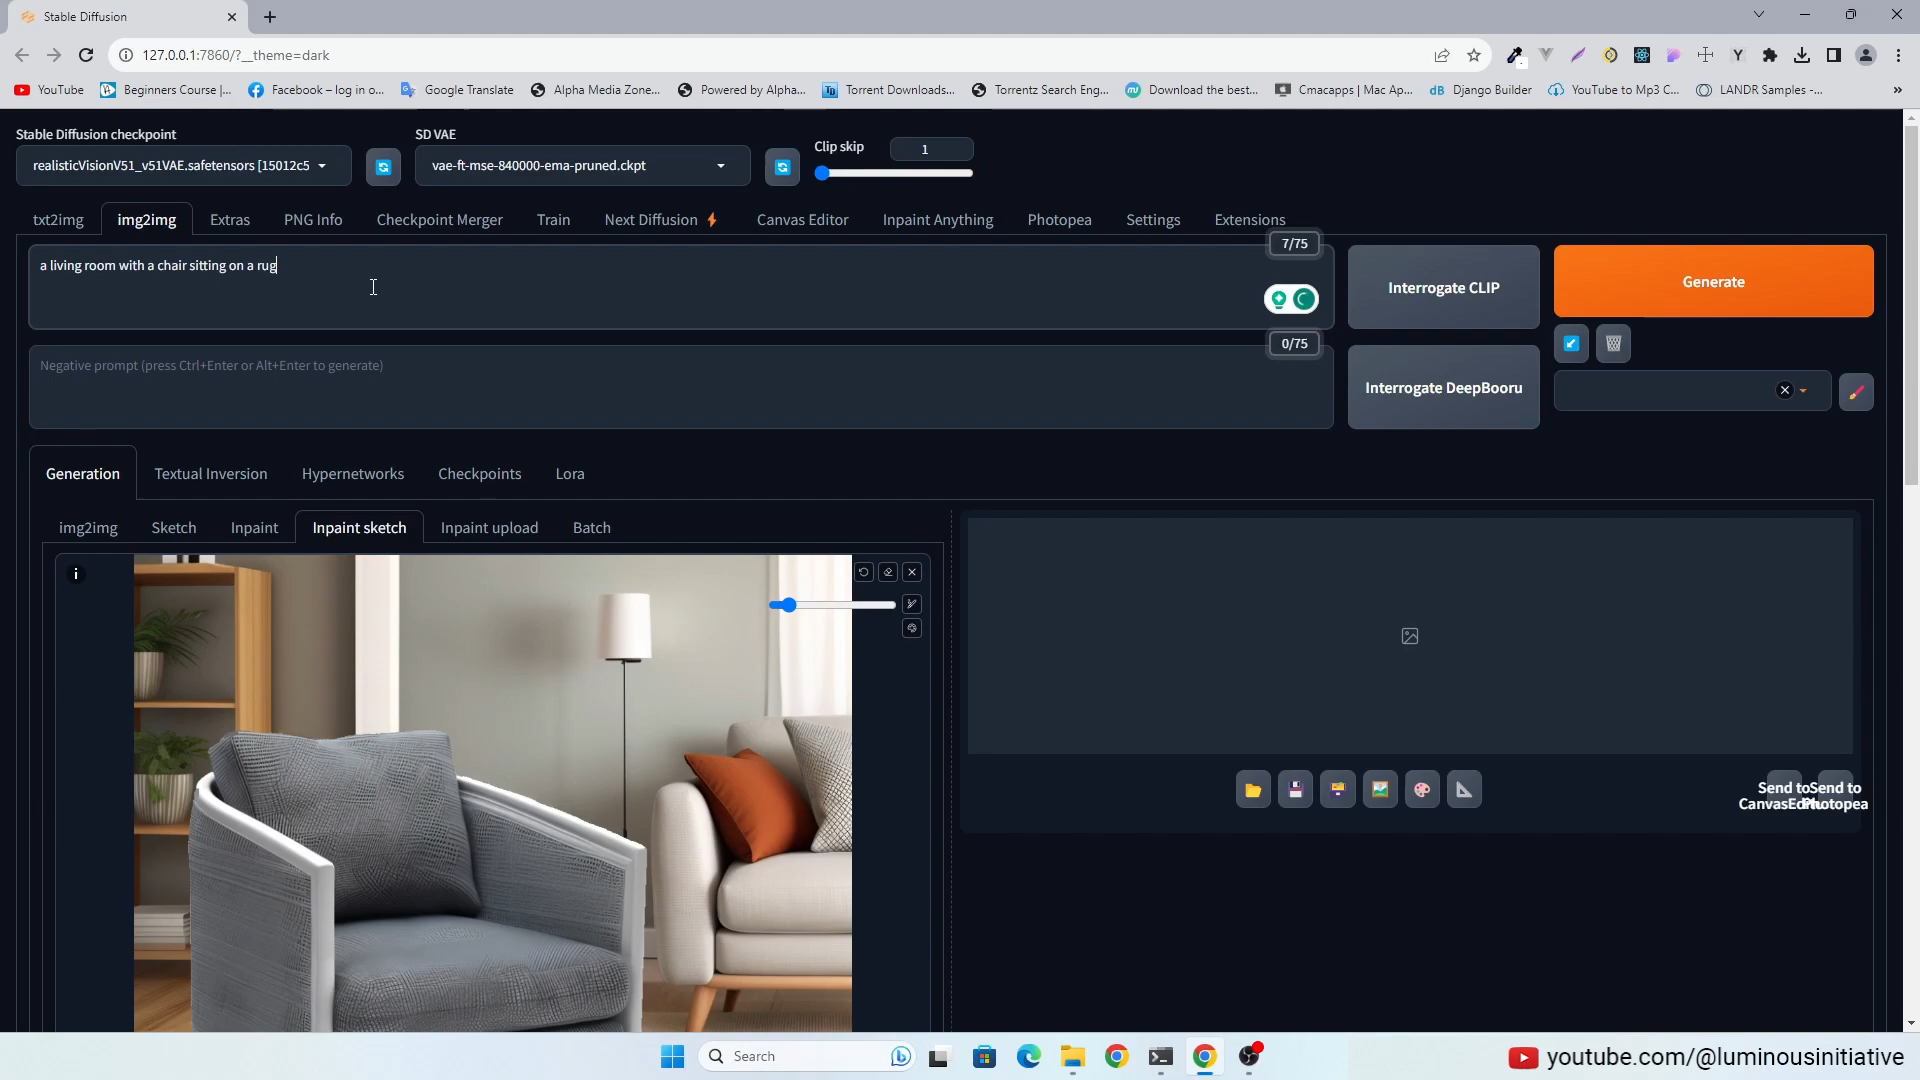 Stable Diffusion
127.0.0.1:7860/?__theme=dark
YouTube
Beginners Course |...
Facebook – log in o...
Google Translate
Alpha Media Zone...
Powered by Alpha...
Torrent Downloads...
Torrentz Search Eng...
Download the best...
Cmacapps | Mac Ap...
Django Builder
YouTube to Mp3 C...
LANDR Samples -...
Stable Diffusion checkpoint
SD VAE
Clip skip
1
realisticVisionV51_v51VAE.safetensors [15012c5
vae-ft-mse-840000-ema-pruned.ckpt
txt2img
img2img
Extras
PNG Info
Checkpoint Merger
Train
Next Diffusion
Canvas Editor
Inpaint Anything
Photopea
Settings
Extensions
7/75
a living room with a chair sitting on a rug
Interrogate CLIP
Generate
0/75
Negative prompt (press Ctrl+Enter or Alt+Enter to generate)
Interrogate DeepBooru
Generation
Textual Inversion
Hypernetworks
Checkpoints
Lora
img2img
Sketch
Inpaint
Inpaint sketch
Inpaint upload
Batch
Send to
Send to
Photopea
Search
youtube.com/@luminousinitiative